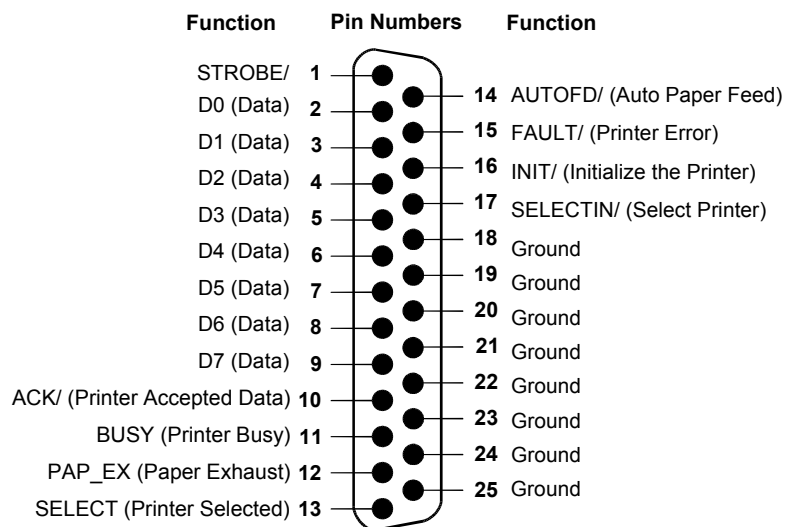 Function Pin Numbers Function
STROBE/ 1
14 AUTOFD/ (Auto Paper Feed)
D0 (Data) 2
15 FAULT/ (Printer Error)
D1 (Data) 3
16 INIT/ (Initialize the Printer)
D2 (Data) 4
17 SELECTIN/ (Select Printer)
D3 (Data) 5
18 Ground
D4 (Data) 6
19 Ground
D5 (Data) 7
20 Ground
D6 (Data) 8
21 Ground
D7 (Data) 9
22 Ground
ACK/ (Printer Accepted Data) 10
23 Ground
BUSY (Printer Busy) 11
24 Ground
PAP_EX (Paper Exhaust) 12
25 Ground
SELECT (Printer Selected) 13